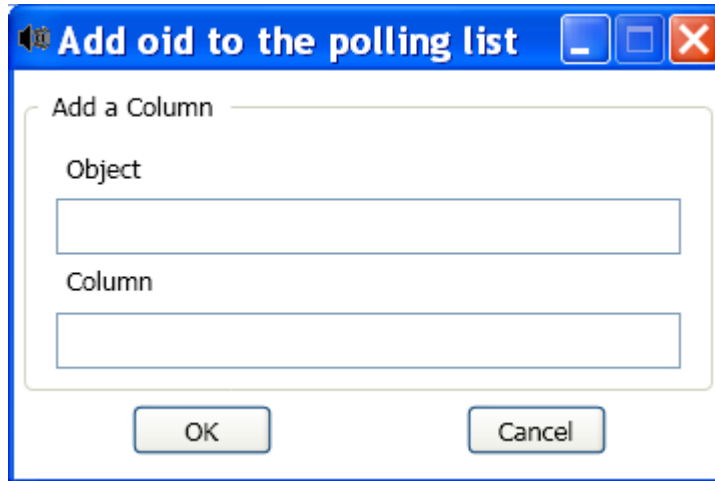 Add oid to the polling list
Add a Column
Object
Column
OK Cancel